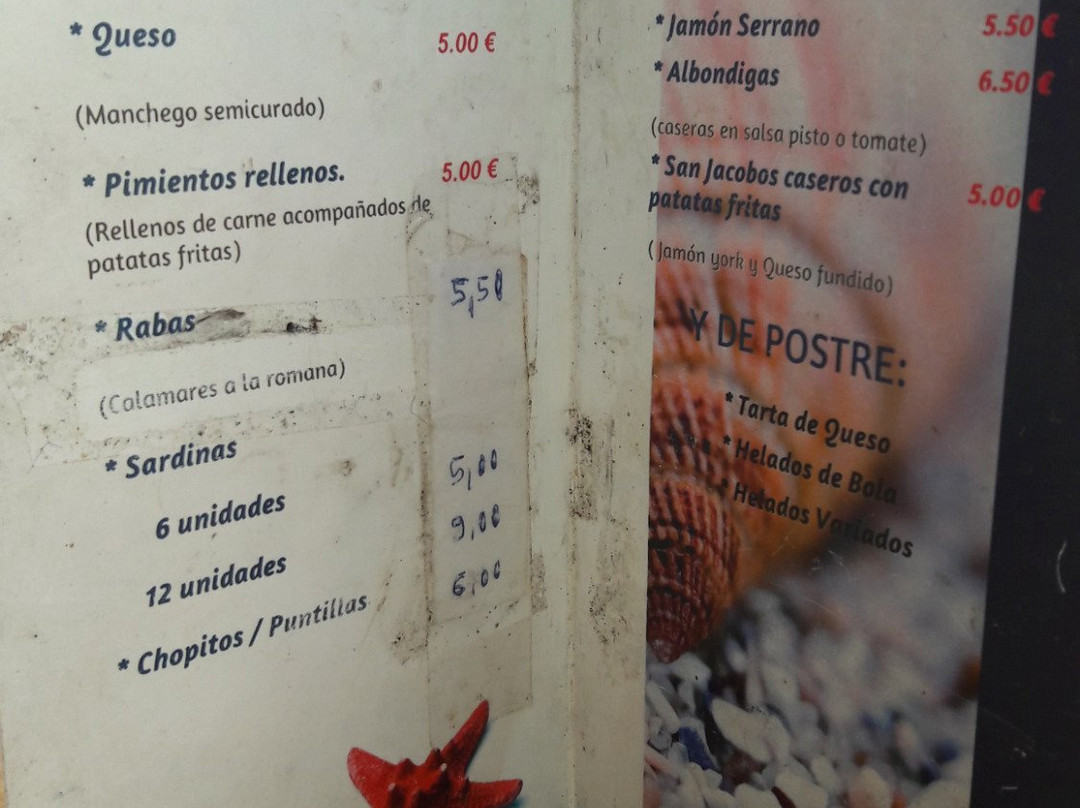 * Queso 5.00 €
(Manchego semicurado)
* Pimientos rellenos. 5.00 €
(Rellenos de carne acompañados de
patatas fritas)
* Rabas 5,50
(Calamares a la romana)
* Sardinas
6 unidades 5,00
12 unidades 9,00
* Chopitos / Puntillas 6,00
* Jamón Serrano 5.50 €
* Albondigas 6.50 €
(caseras en salsa pisto o tomate)
* San Jacobos caseros con
patatas fritas 5.00 €
(Jamón york y Queso fundido)
Y DE POSTRE:
* Tarta de Queso
* Helados de Bola
* Helados Variados